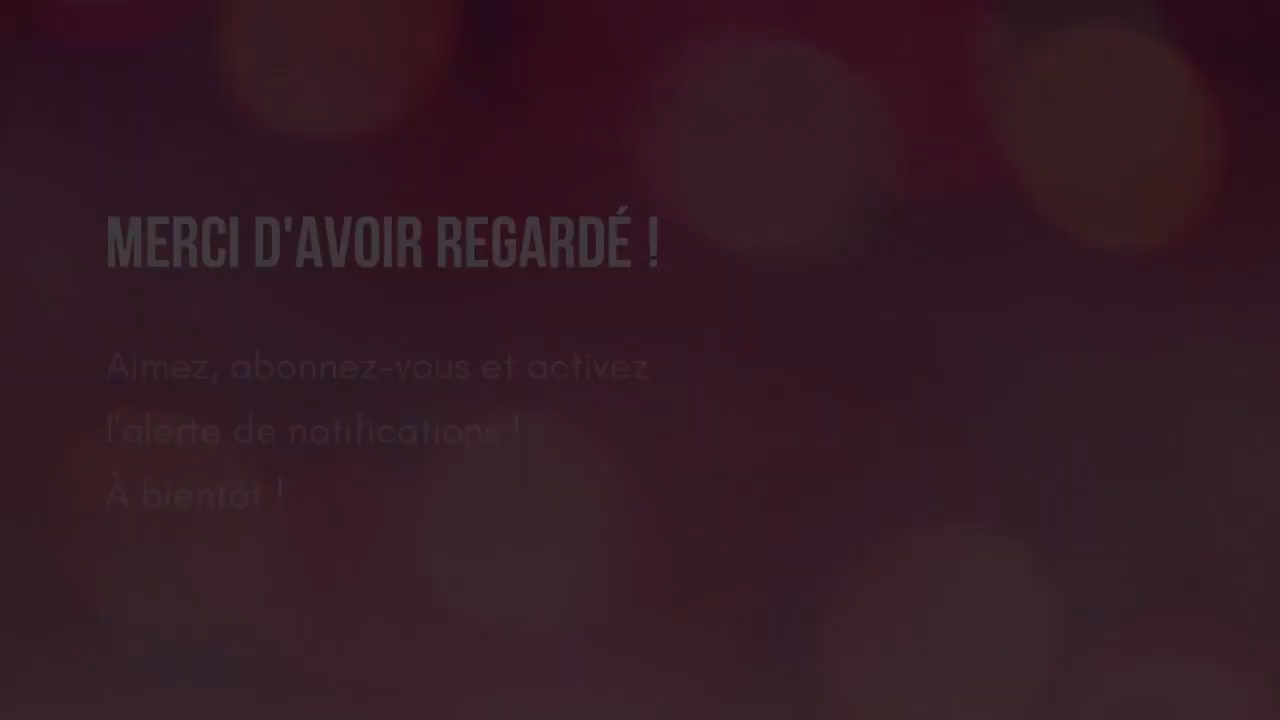 MERCI D'AVOIR REGARDÉ !
Aimez, abonnez-vous et activez
l'alerte de notifications !
À bientôt !